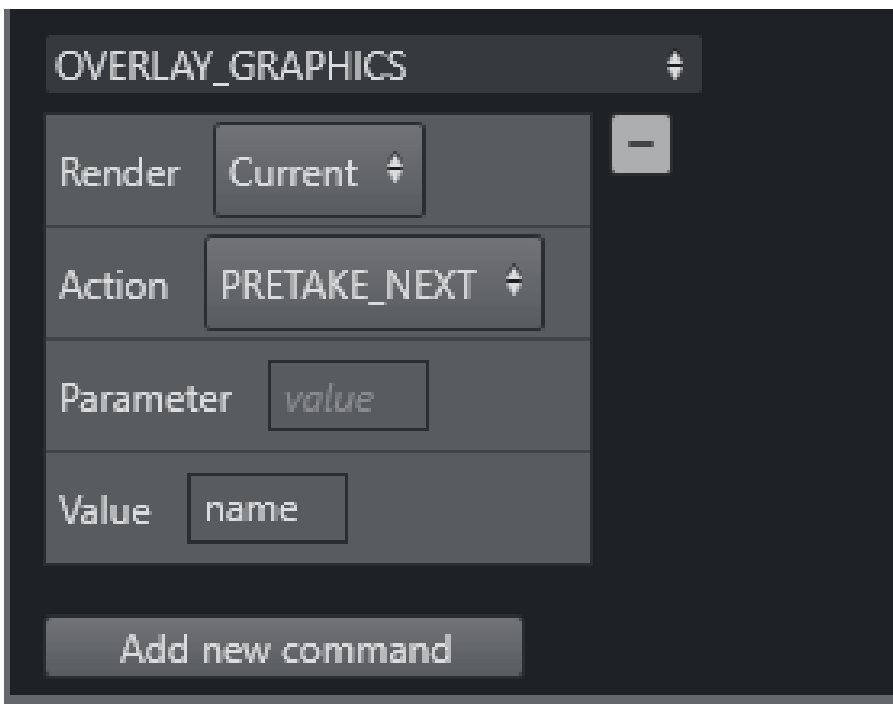 OVERLAY_GRAPHICS
Render Current
Action PRETAKE_NEXT
Parameter value
Value name
Add new command